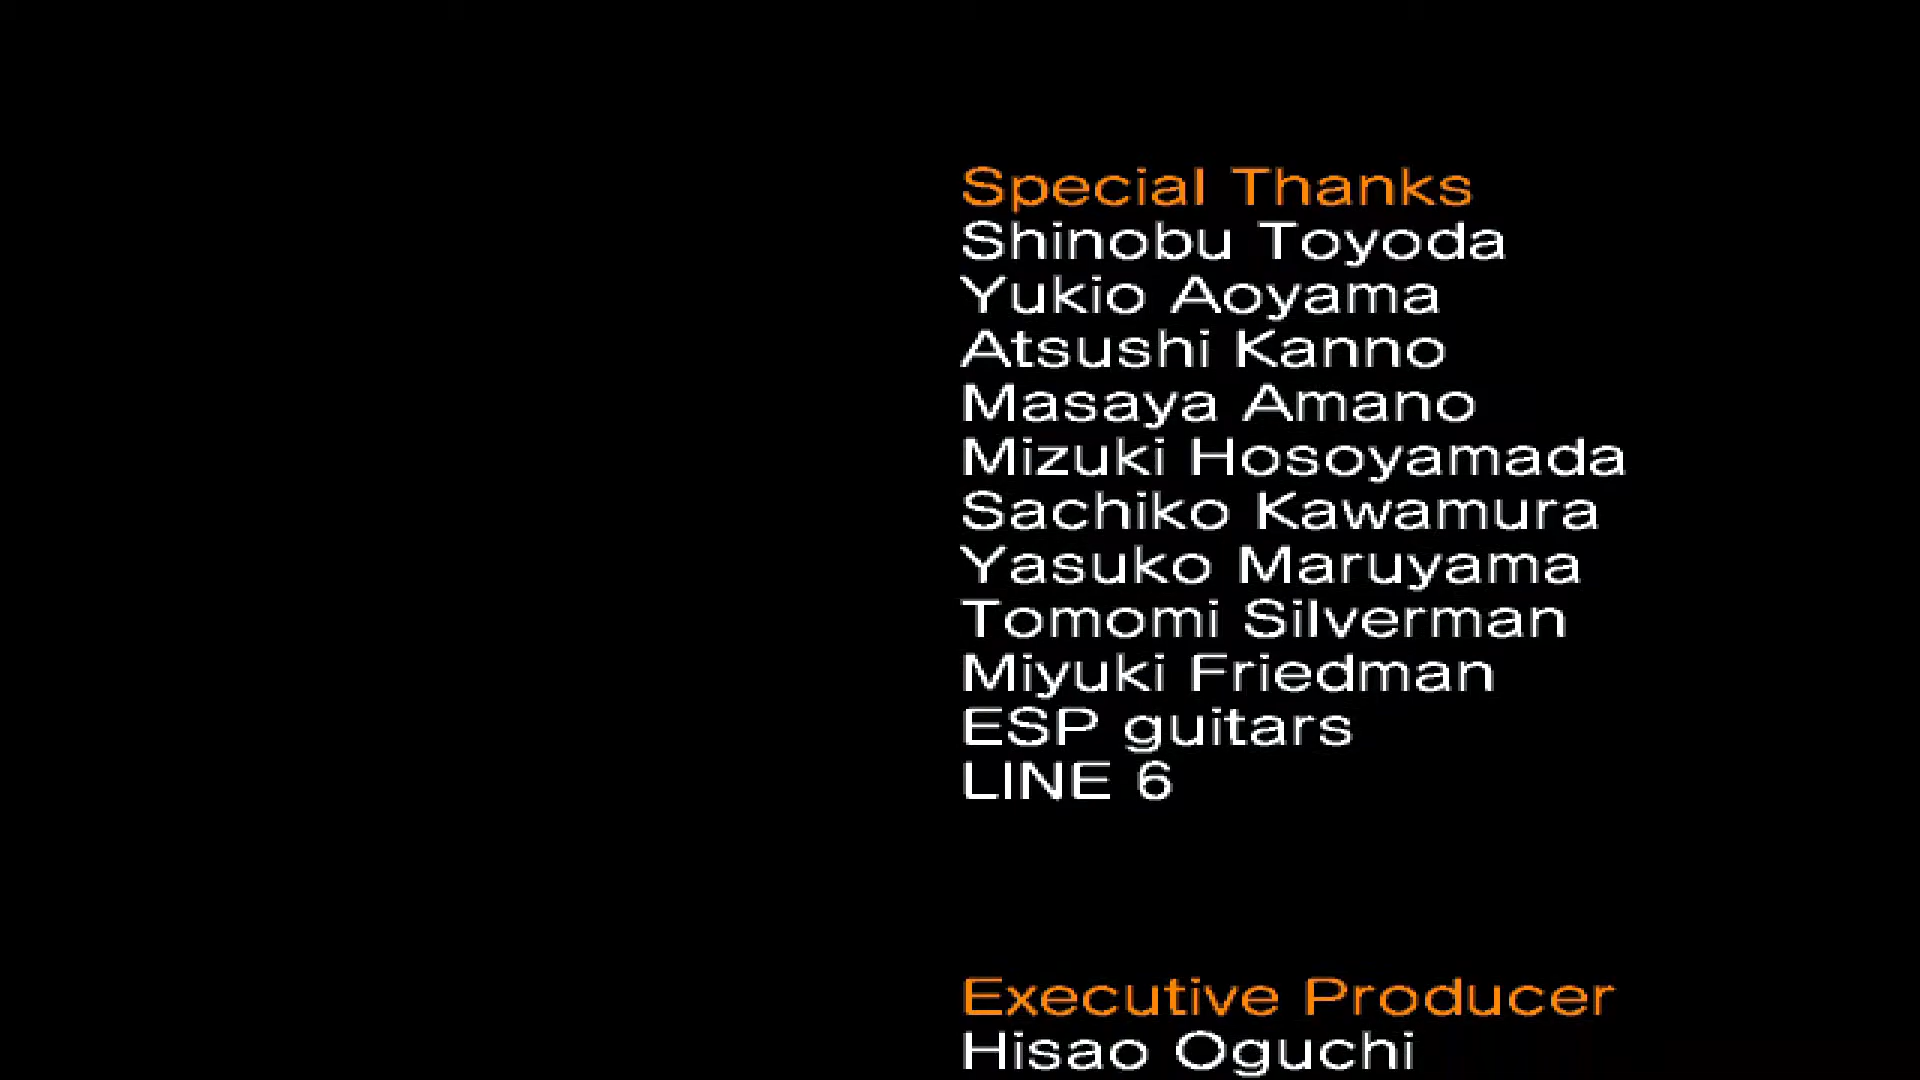 Special Thanks
Shinobu Toyoda
Yukio Aoyama
Atsushi Kanno
Masaya Amano
Mizuki Hosoyamada
Sachiko Kawamura
Yasuko Maruyama
Tomomi Silverman
Miyuki Friedman
ESP guitars
LINE 6
Executive Producer
Hisao Oguchi